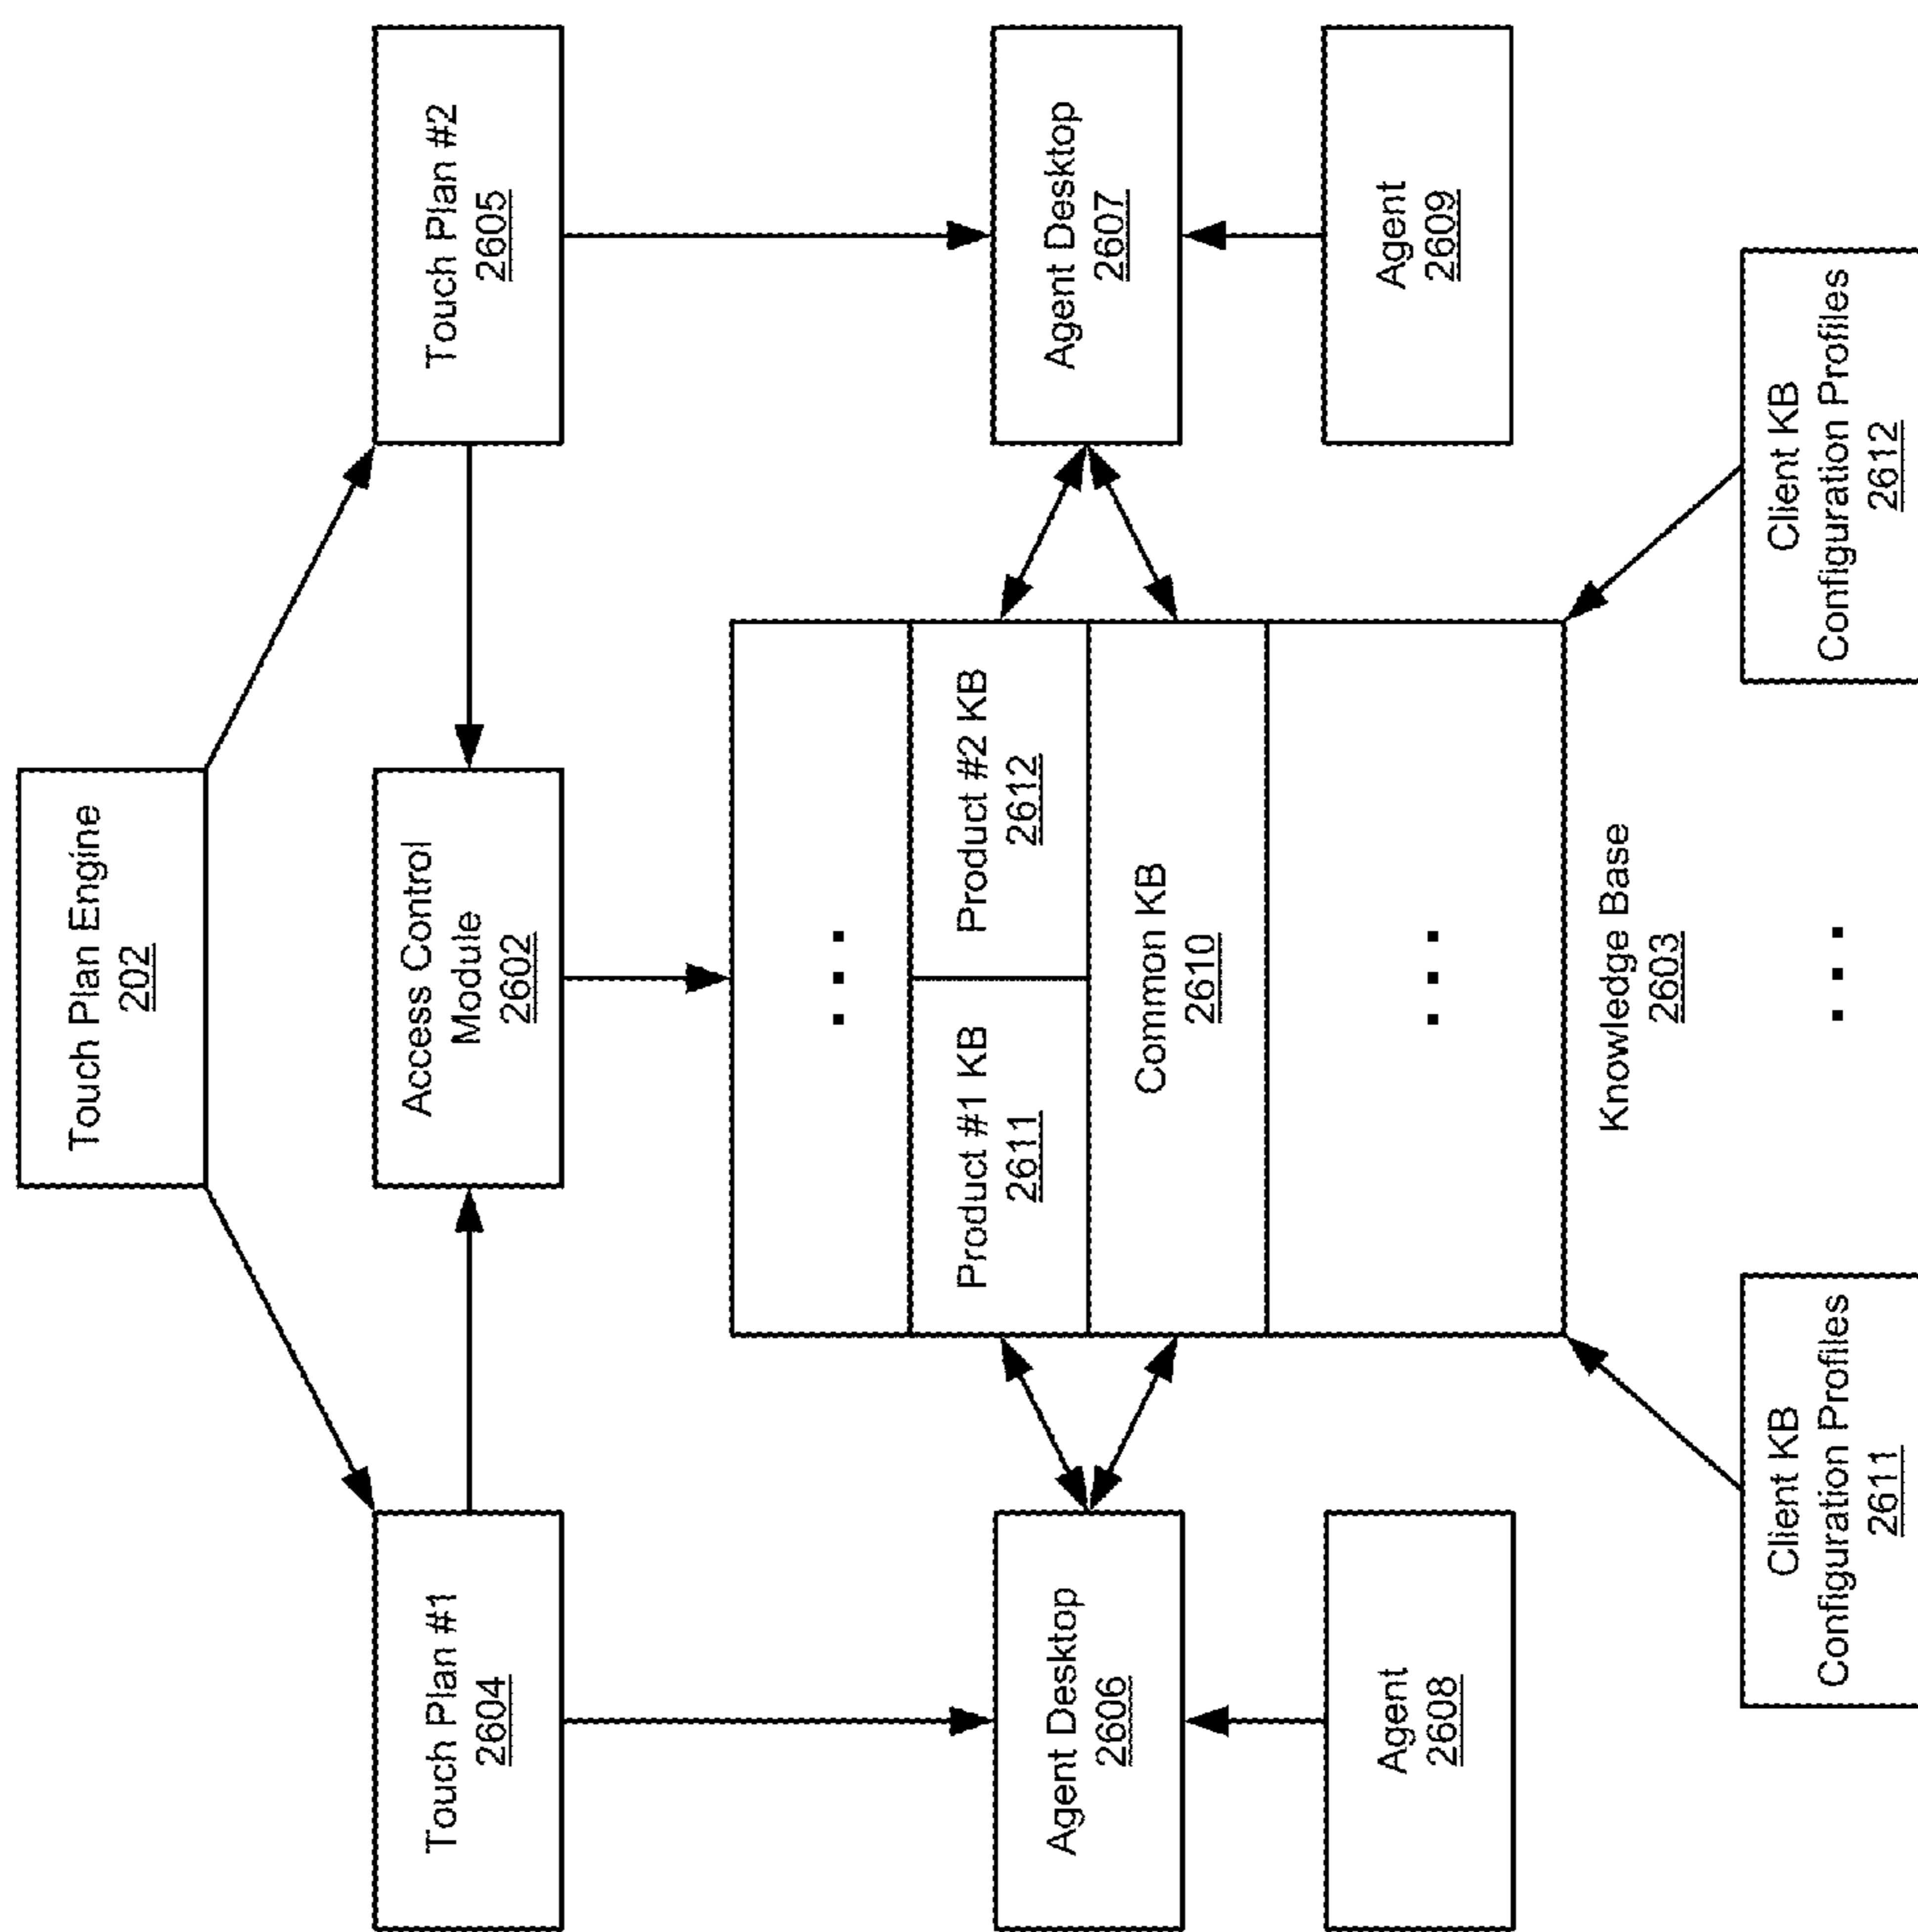 Touch Plan Engine
202
Touch Plan #1
2604
Access Control
Module
2602
Touch Plan #2
2605
. . .
Product #1 KB
2611
Product #2 KB
2612
Agent Desktop
2606
Common KB
2610
Agent Desktop
2607
Agent
2608
. . .
Agent
2609
Knowledge Base
2603
Client KB
Configuration Profiles
2611
. . .
Client KB
Configuration Profiles
2612